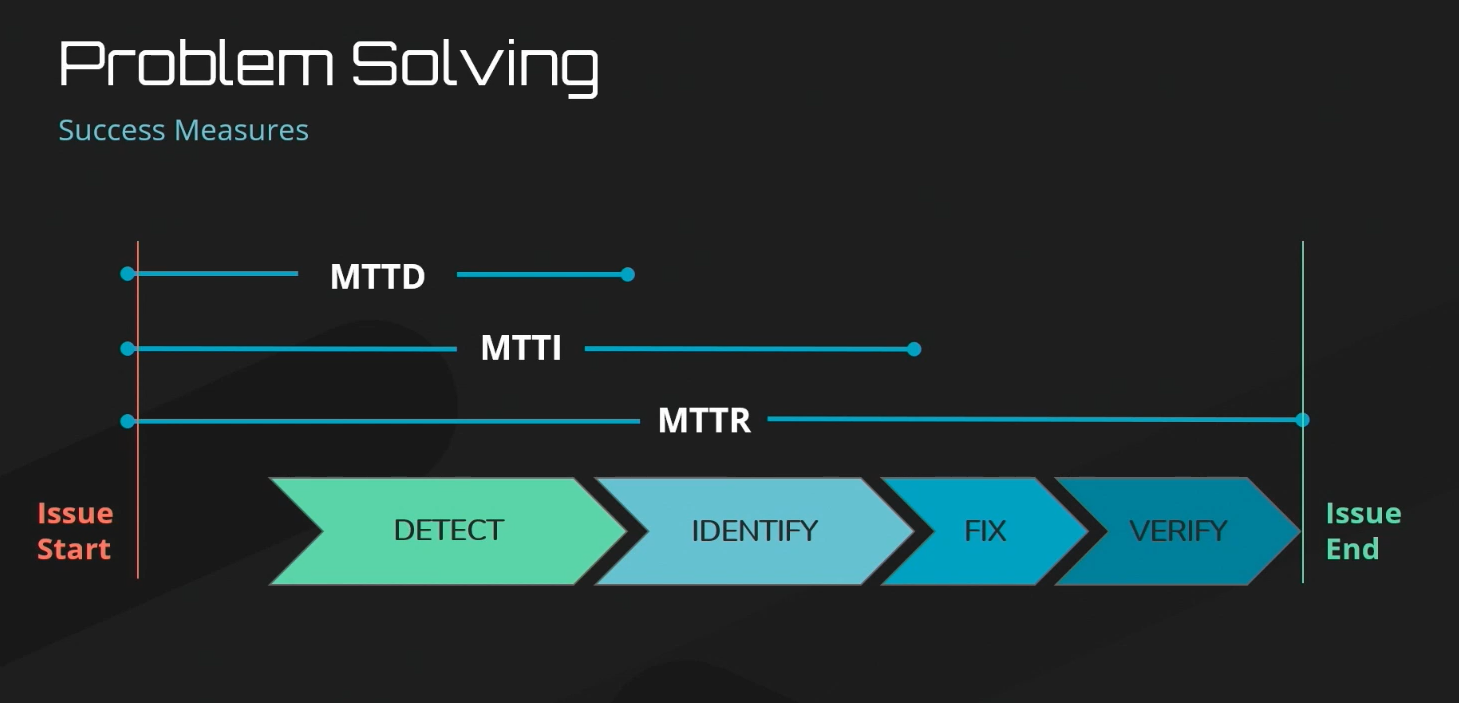 Problem Solving
Success Measures
MTTD
MTTI
MTTR
Issue
Start
DETECT
IDENTIFY
FIX
VERIFY
Issue
End